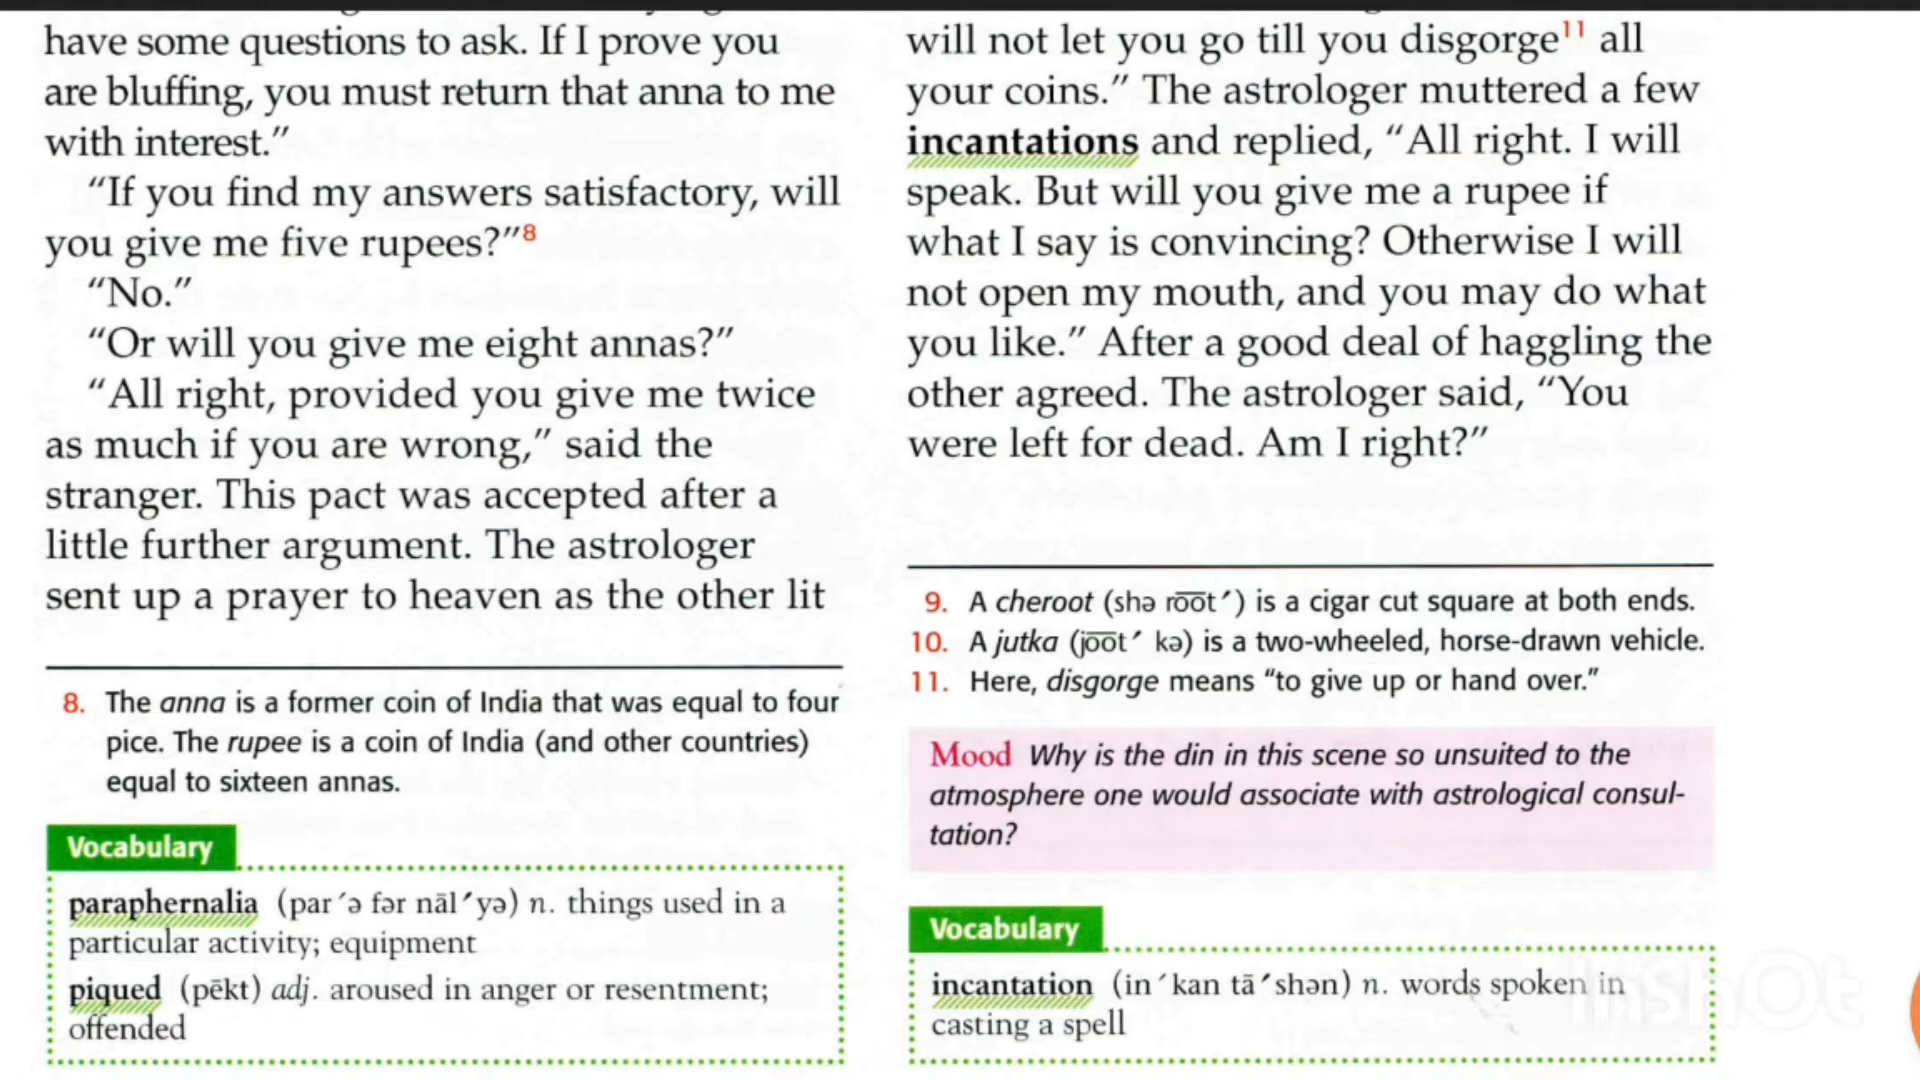 have some questions to ask. If I prove you
are bluffing, you must return that anna to me
with interest.”
“If you find my answers satisfactory, will
you give me five rupees?”8
“No.”
“Or will you give me eight annas?”
“All right, provided you give me twice
as much if you are wrong,” said the
stranger. This pact was accepted after a
little further argument. The astrologer
sent up a prayer to heaven as the other lit
8. The anna is a former coin of India that was equal to four
pice. The rupee is a coin of India (and other countries)
equal to sixteen annas.
Vocabulary
paraphernalia (par´ə fər nāl´yə) n. things used in a
particular activity; equipment
piqued (pēkt) adj. aroused in anger or resentment;
offended
will not let you go till you disgorge11 all
your coins.” The astrologer muttered a few
incantations and replied, “All right. I will
speak. But will you give me a rupee if
what I say is convincing? Otherwise I will
not open my mouth, and you may do what
you like.” After a good deal of haggling the
other agreed. The astrologer said, “You
were left for dead. Am I right?”
9. A cheroot (shə ro͞ot´) is a cigar cut square at both ends.
10. A jutka (jo͞ot´ kə) is a two-wheeled, horse-drawn vehicle.
11. Here, disgorge means “to give up or hand over.”
Mood Why is the din in this scene so unsuited to the
atmosphere one would associate with astrological consul-
tation?
Vocabulary
incantation (in´kan tā´shən) n. words spoken in
casting a spell
InShOt